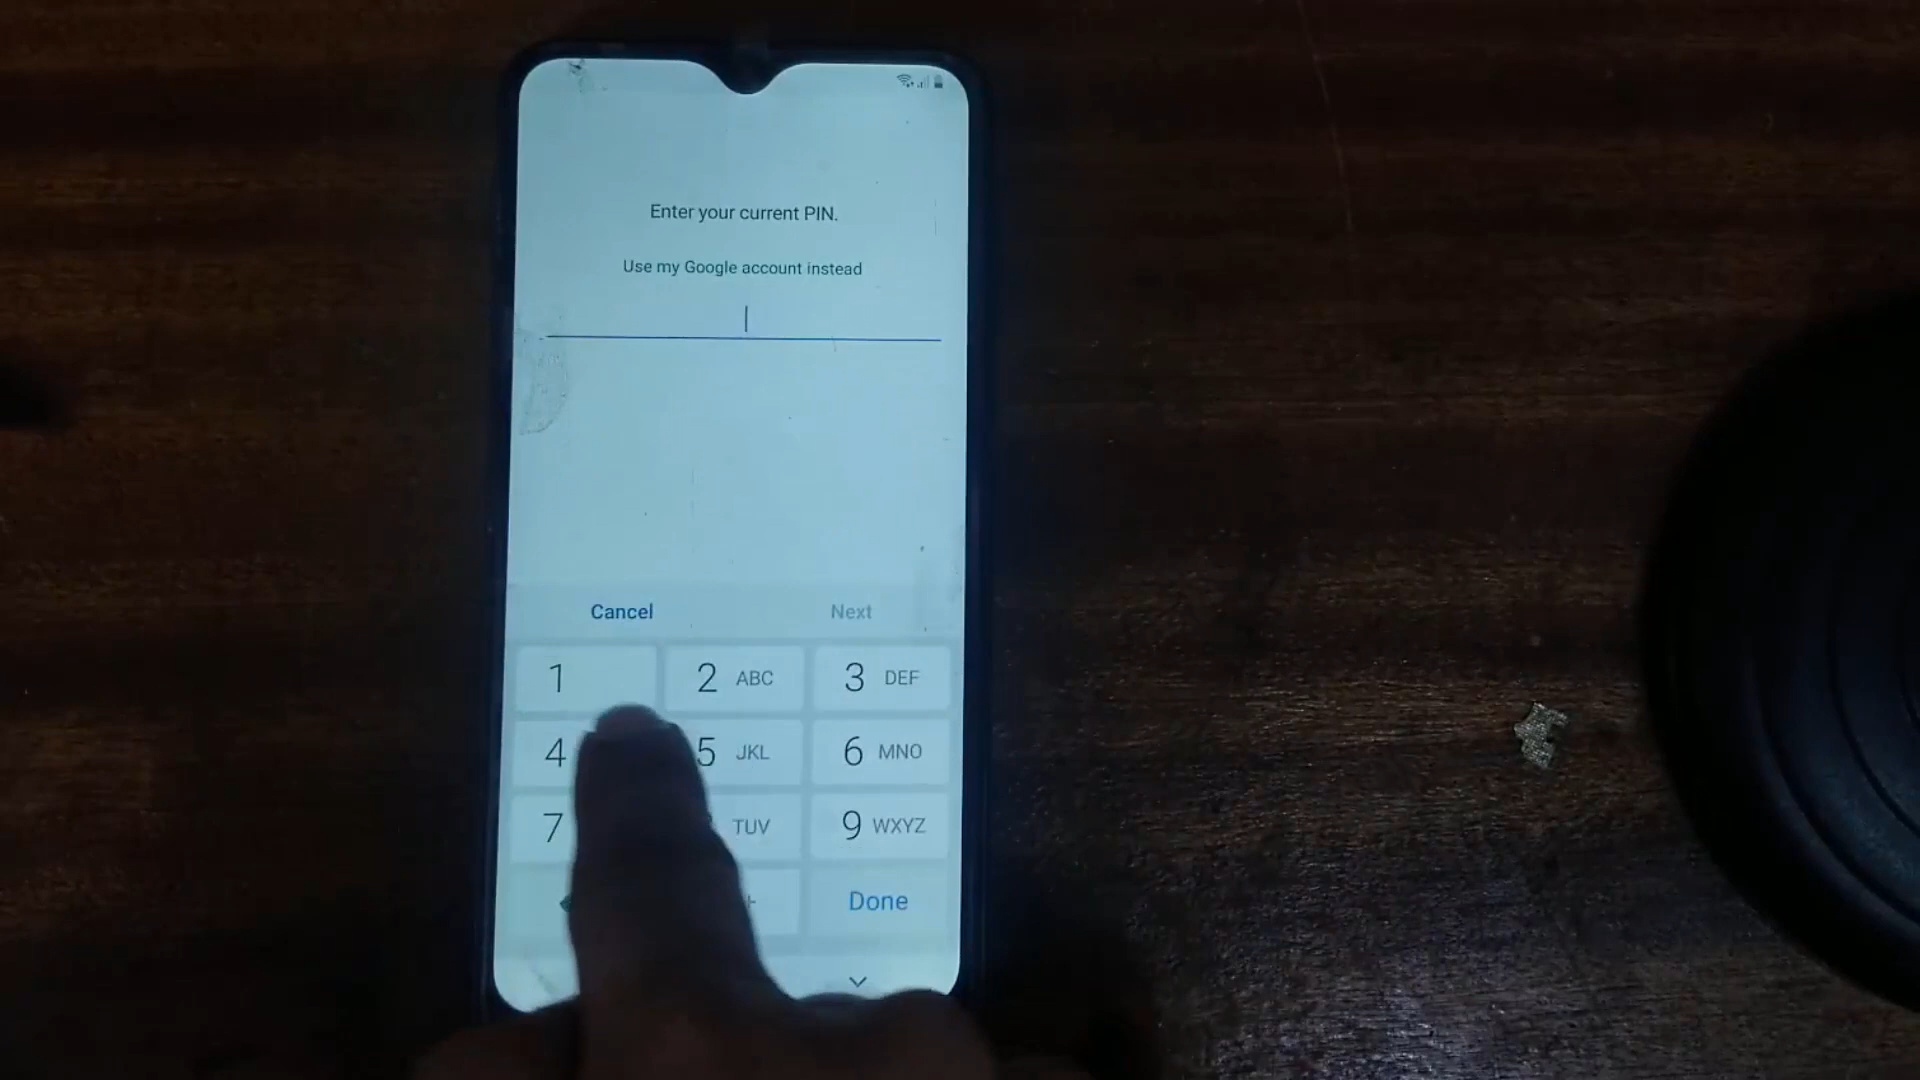 Enter your current PIN.
Use my Google account instead
Cancel Next
1 2 ABC 3 DEF
4 5 JKL 6 MNO
7 TUV 9 WXYZ
+ Done